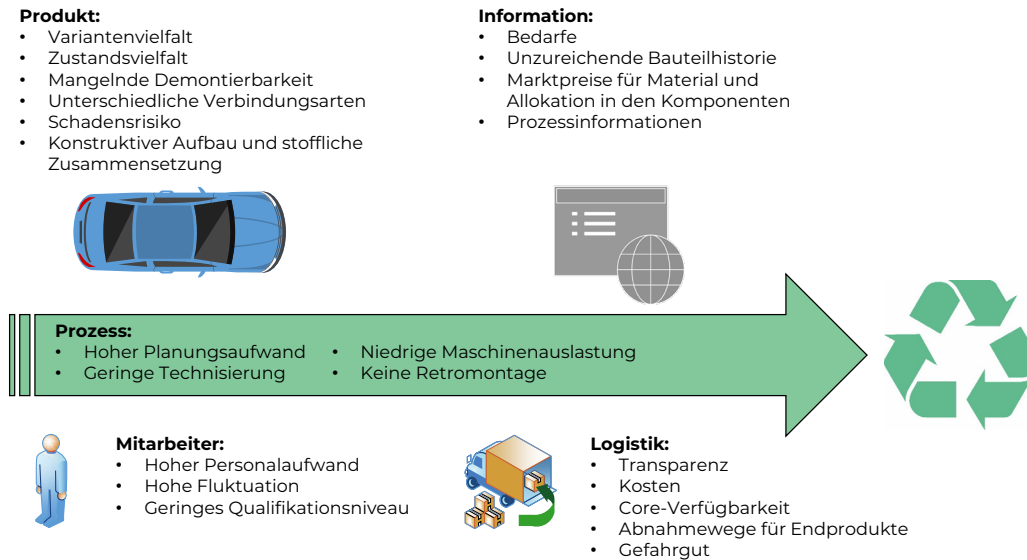 Produkt:
• Variantenvielfalt
• Zustandsvielfalt
• Mangelnde Demontierbarkeit
• Unterschiedliche Verbindungsarten
• Schadensrisiko
• Konstruktiver Aufbau und stoffliche
Zusammensetzung
Information:
• Bedarfe
• Unzureichende Bauteilhistorie
• Marktpreise für Material und
Allokation in den Komponenten
• Prozessinformationen
Prozess:
• Hoher Planungsaufwand
• Geringe Technisierung
• Niedrige Maschinenauslastung
• Keine Retromontage
Mitarbeiter:
• Hoher Personalaufwand
• Hohe Fluktuation
• Geringes Qualifikationsniveau
Logistik:
• Transparenz
• Kosten
• Core-Verfügbarkeit
• Abnahmewege für Endprodukte
• Gefahrgut